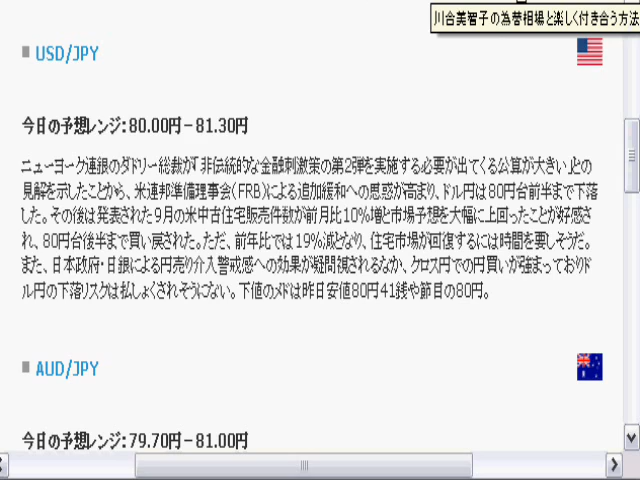 川合美智子の為替相場と楽しく付き合う方法
USD/JPY
今日の予想レンジ:80.00円－81.30円
ニューヨーク連銀のダドリー総裁が「非伝統的な金融刺激策の第2弾を実施する必要が出てくる公算が大きい」との
見解を示したことから、米連邦準備理事会(FRB)による追加緩和への思惑が高まり、ドル円は80円台前半まで下落
した。その後は発表された9月の米中古住宅販売件数が前月比10%増と市場予想を大幅に上回ったことが好感さ
れ、80円台後半まで買い戻された。ただ、前年比では19%減となり、住宅市場が回復するには時間を要しそうだ。
また、日本政府・日銀による円売り介入警戒感への効果が疑問視されるなか、クロス円での円買いが強まっておりド
ル円の下落リスクは払しょくされそうにない。下値のメドは昨日安値80円41銭や節目の80円。
AUD/JPY
今日の予想レンジ:79.70円－81.00円